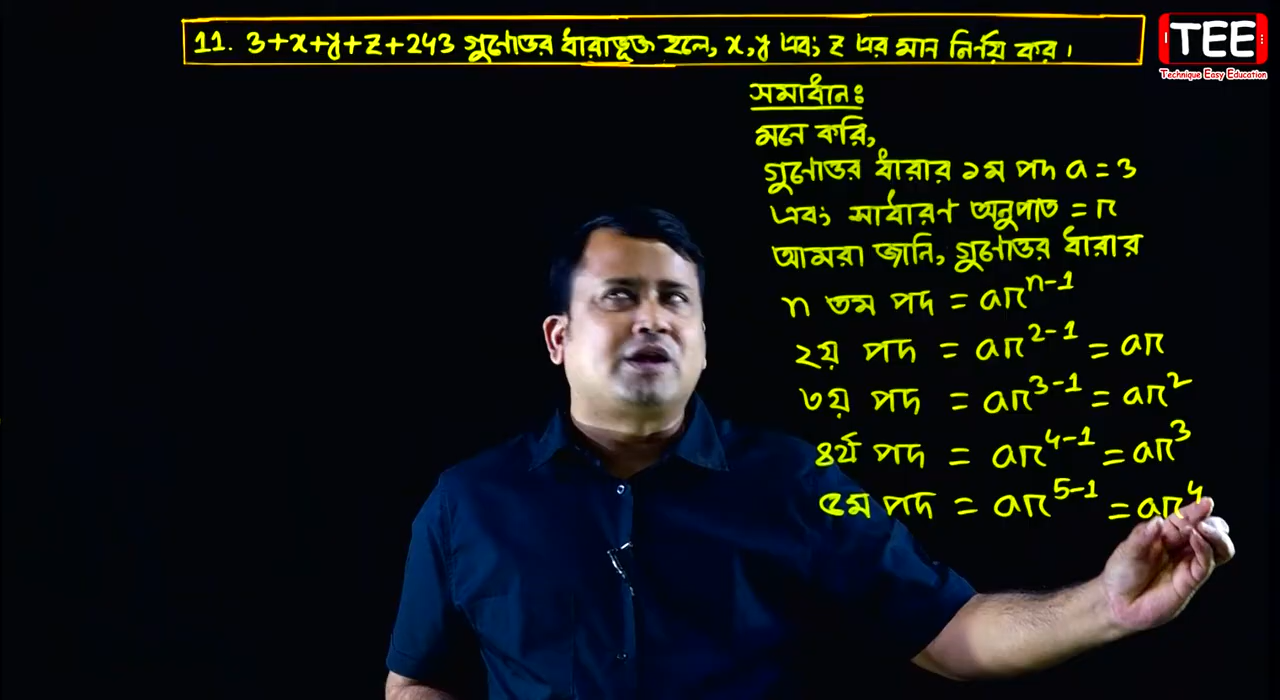 11. 3+x+y+z+243 গুণোত্তর ধারাভূক্ত হলে, x,y এবং z এর মান নির্ণয় কর।
TEE
Technique Easy Education
সমাধানঃ
মনে করি,
গুণোত্তর ধারার ১ম পদ a = 3
এবং সাধারণ অনুপাত = r
আমরা জানি, গুণোত্তর ধারার
n তম পদ = ar^{n-1}
২য় পদ = ar^{2-1} = ar
৩য় পদ = ar^{3-1} = ar^2
৪র্থ পদ = ar^{4-1} = ar^3
৫ম পদ = ar^{5-1} = ar^4